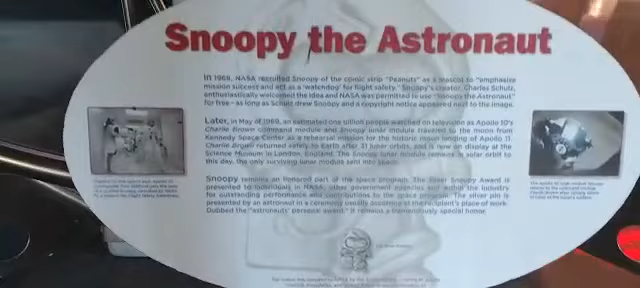 Snoopy the Astronaut
In 1968, NASA recruited Snoopy of the comic strip "Peanuts" as a mascot to "emphasize
mission success and act as a 'watchdog' for flight safety." Snoopy's creator, Charles Schulz,
enthusiastically welcomed the idea and NASA was permitted to use "Snoopy the Astronaut"
for free - as long as Schulz drew Snoopy and a copyright notice appeared next to the image.
Later, in May of 1969, an estimated one billion people watched on television as Apollo 10's
Charlie Brown command module and Snoopy lunar module traveled to the moon from
Kennedy Space Center as a rehearsal mission for the historic moon landing of Apollo 11.
Charlie Brown returned safely to Earth after 31 lunar orbits, and is now on display at the
Science Museum in London, England. The Snoopy lunar module remains in solar orbit to
this day, the only surviving lunar module sent into space.
Snoopy remains an honored part of the space program. The Silver Snoopy Award is
presented to individuals in NASA, other government agencies and within the industry
for outstanding performance and contributions to the space program. The silver pin is
presented by an astronaut in a ceremony usually occurring at the recipient's place of work.
Dubbed the "astronauts' personal award," it remains a tremendously special honor.